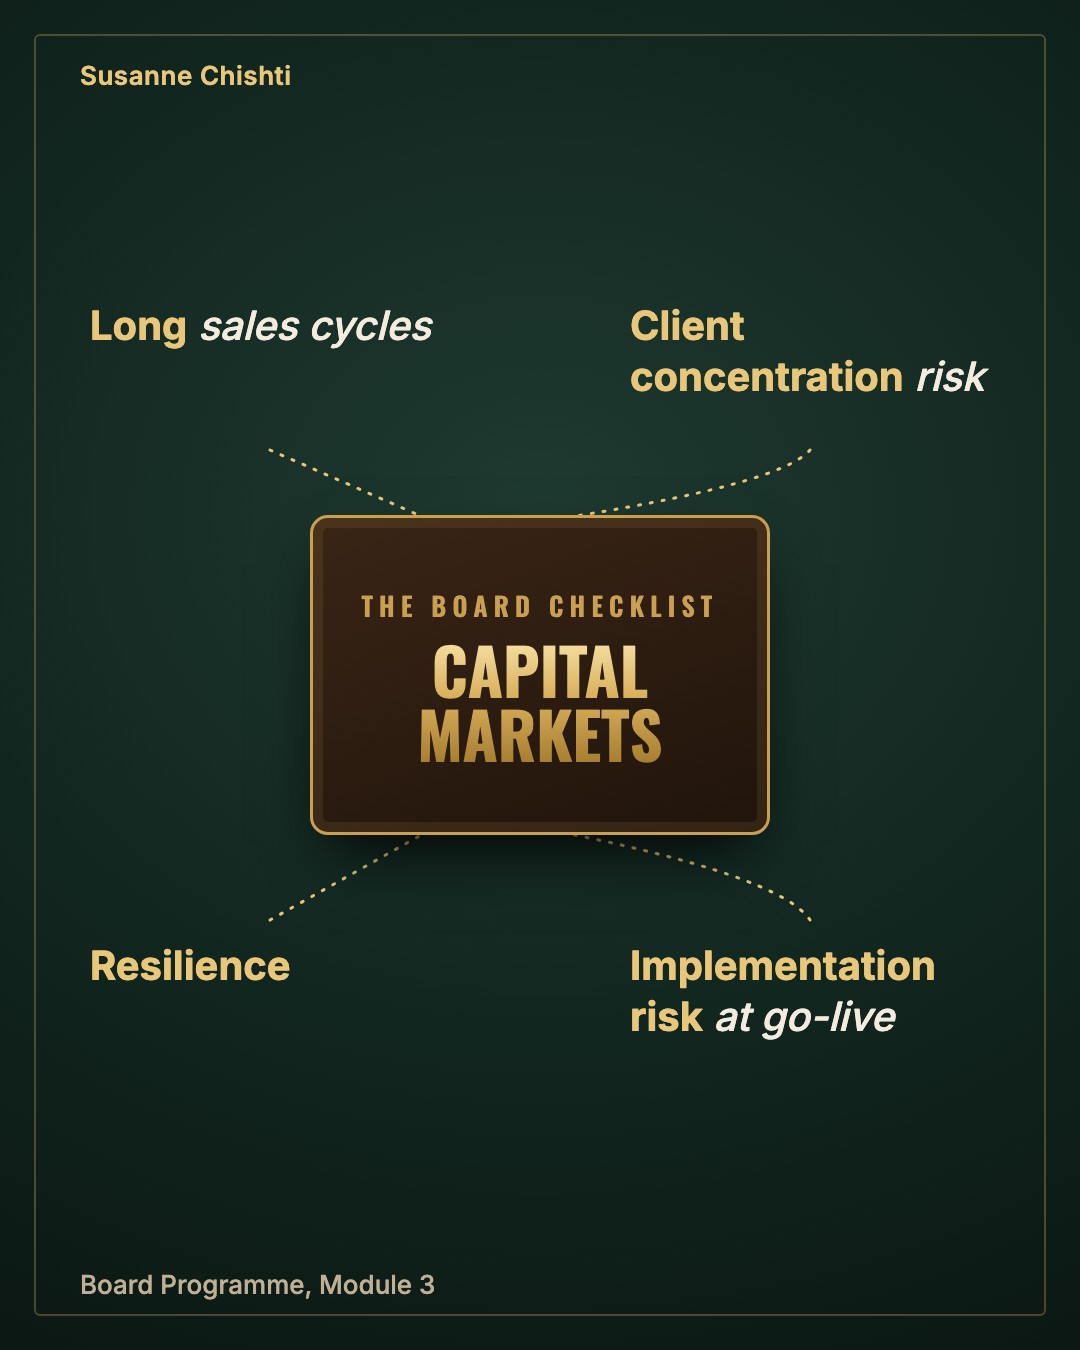 Susanne Chishti
Long sales cycles
Client
concentration risk
THE BOARD CHECKLIST
CAPITAL
MARKETS
Resilience
Implementation
risk at go-live
Board Programme, Module 3